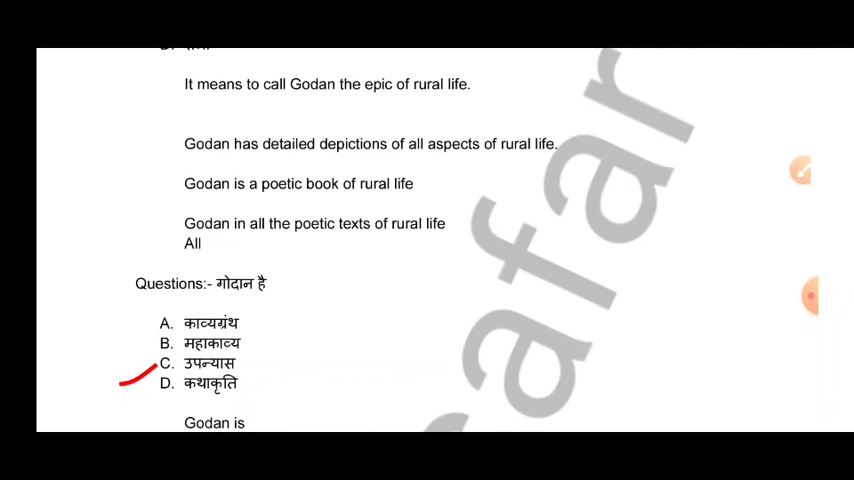 It means to call Godan the epic of rural life.
Godan has detailed depictions of all aspects of rural life.
Godan is a poetic book of rural life
Godan in all the poetic texts of rural life
All
Questions:- गोदान है
A. काव्यग्रंथ
B. महाकाव्य
C. उपन्यास
D. कथाकृति
Godan is
afar
afar